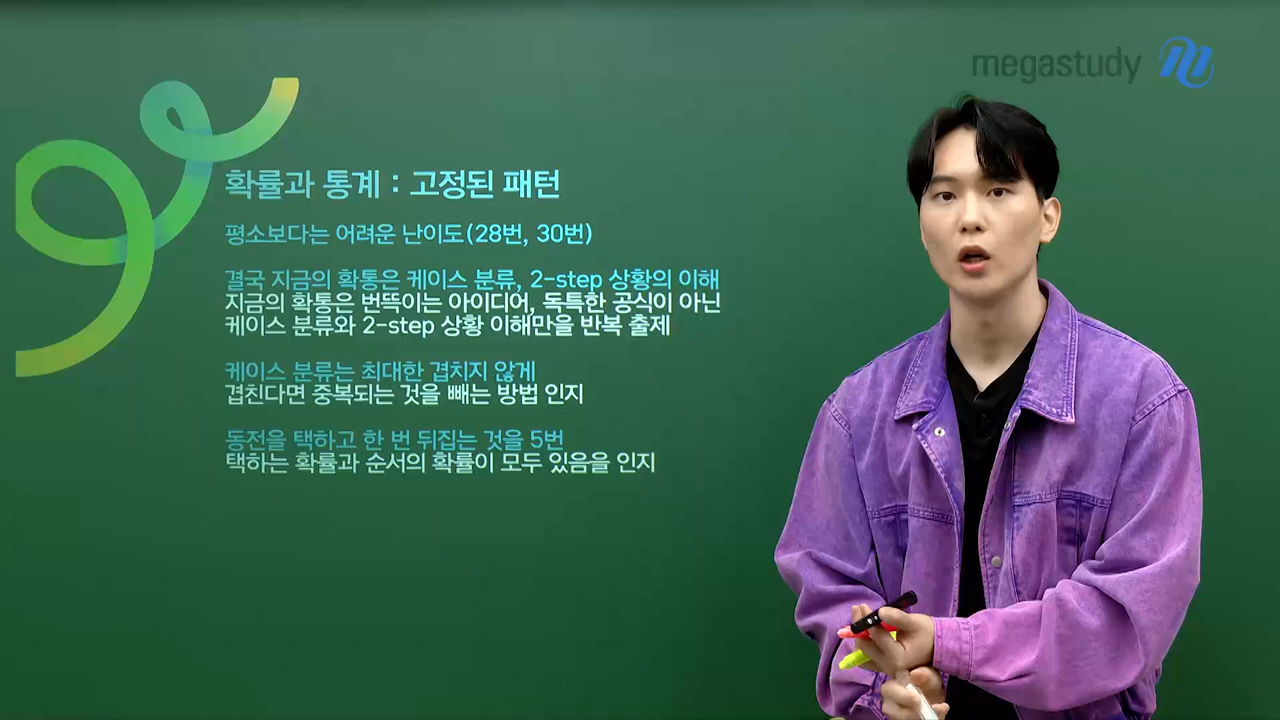 megastudy
확률과 통계 : 고정된 패턴
평소보다는 어려운 난이도(28번, 30번)
결국 지금의 확통은 케이스 분류, 2-step 상황의 이해
지금의 확통은 번뜩이는 아이디어, 독특한 공식이 아닌
케이스 분류와 2-step 상황 이해만을 반복 출제
케이스 분류는 최대한 겹치지 않게
겹친다면 중복되는 것을 빼는 방법 인지
동전을 택하고 한 번 뒤집는 것을 5번
택하는 확률과 순서의 확률이 모두 있음을 인지